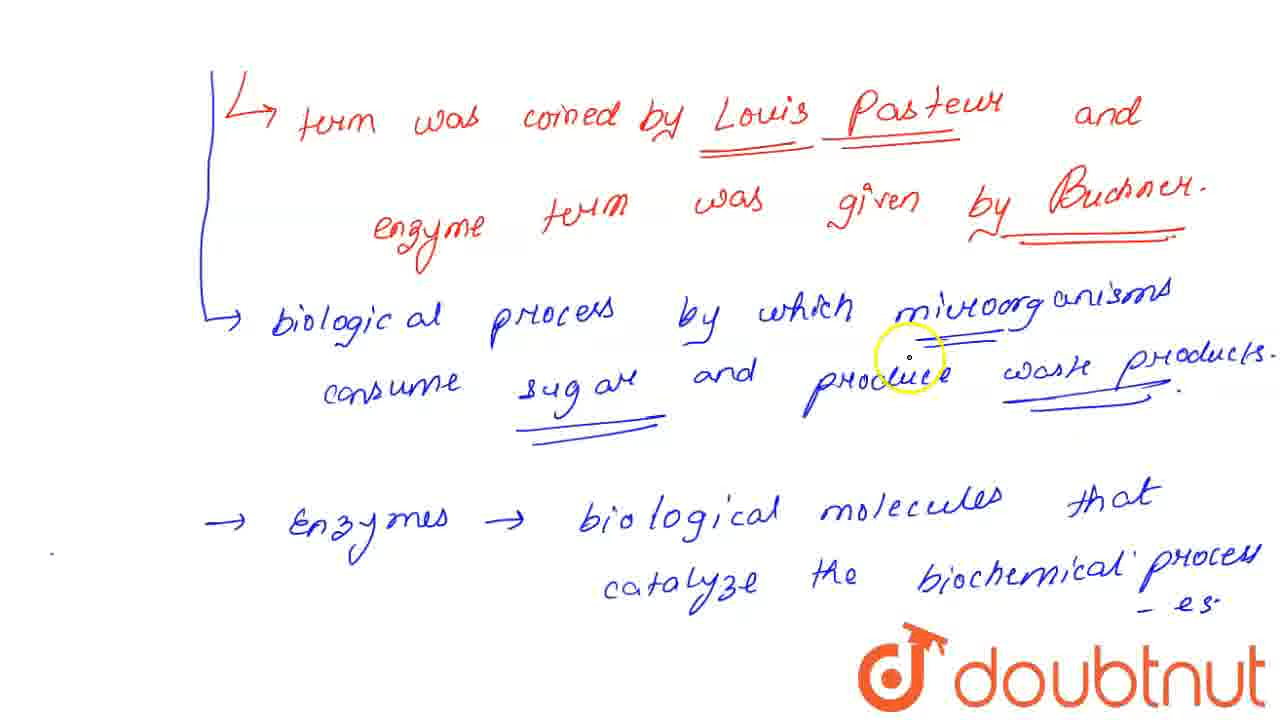 term was coined by Louis Pasteur and
enzyme term was given by Buchner.
biological process by which microorganisms
consume sugar and produce waste products.
→ Enzymes → biological molecules that
catalyze the biochemical process
- es.
doubtnut